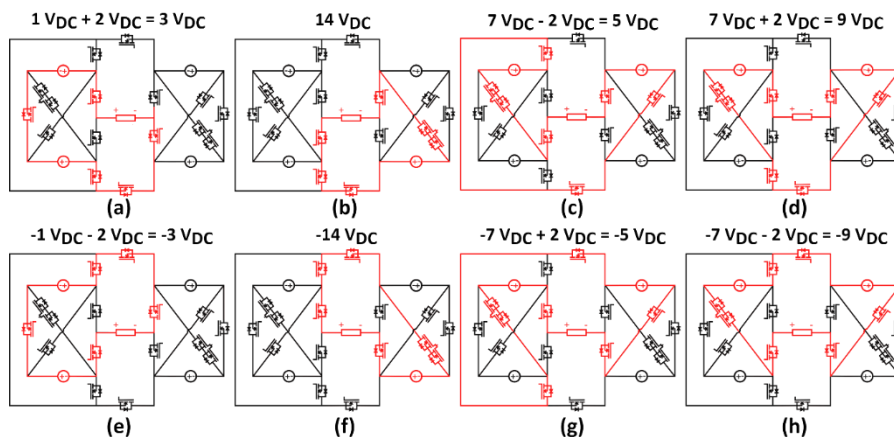 1 VDC + 2 VDC = 3 VDC
14 VDC
7 VDC - 2 VDC = 5 VDC
7 VDC + 2 VDC = 9 VDC
+ -
+ -
+ -
+ -
(a)
(b)
(c)
(d)
-1 VDC - 2 VDC = -3 VDC
-14 VDC
-7 VDC + 2 VDC = -5 VDC
-7 VDC - 2 VDC = -9 VDC
+ -
+ -
+ -
+ -
(e)
(f)
(g)
(h)